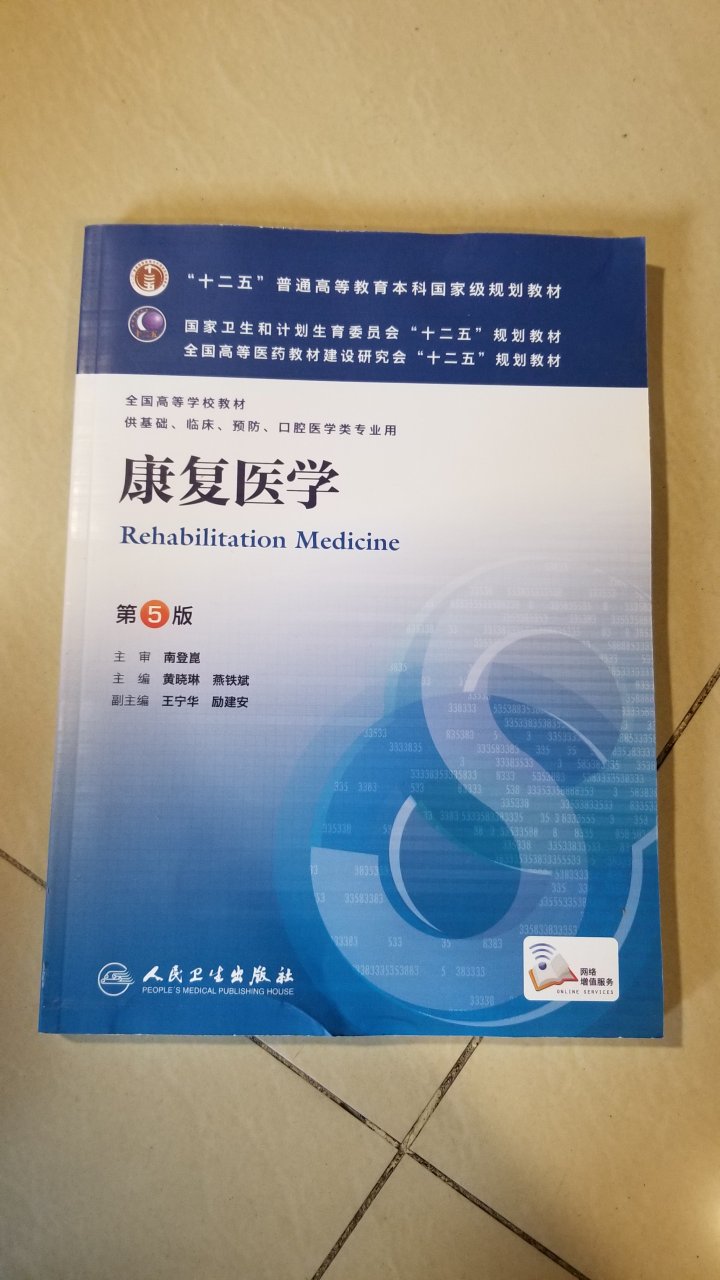 十二五
“十二五”普通高等教育本科国家级规划教材
国家卫生和计划生育委员会“十二五”规划教材
全国高等医药教材建设研究会“十二五”规划教材
全国高等学校教材
供基础、临床、预防、口腔医学类专业用
康复医学
Rehabilitation Medicine
第5版
主 审 南登崑
主 编 黄晓琳 燕铁斌
副主编 王宁华 励建安
人民卫生出版社
PEOPLE'S MEDICAL PUBLISHING HOUSE
网络
增值服务
ONLINE SERVICES